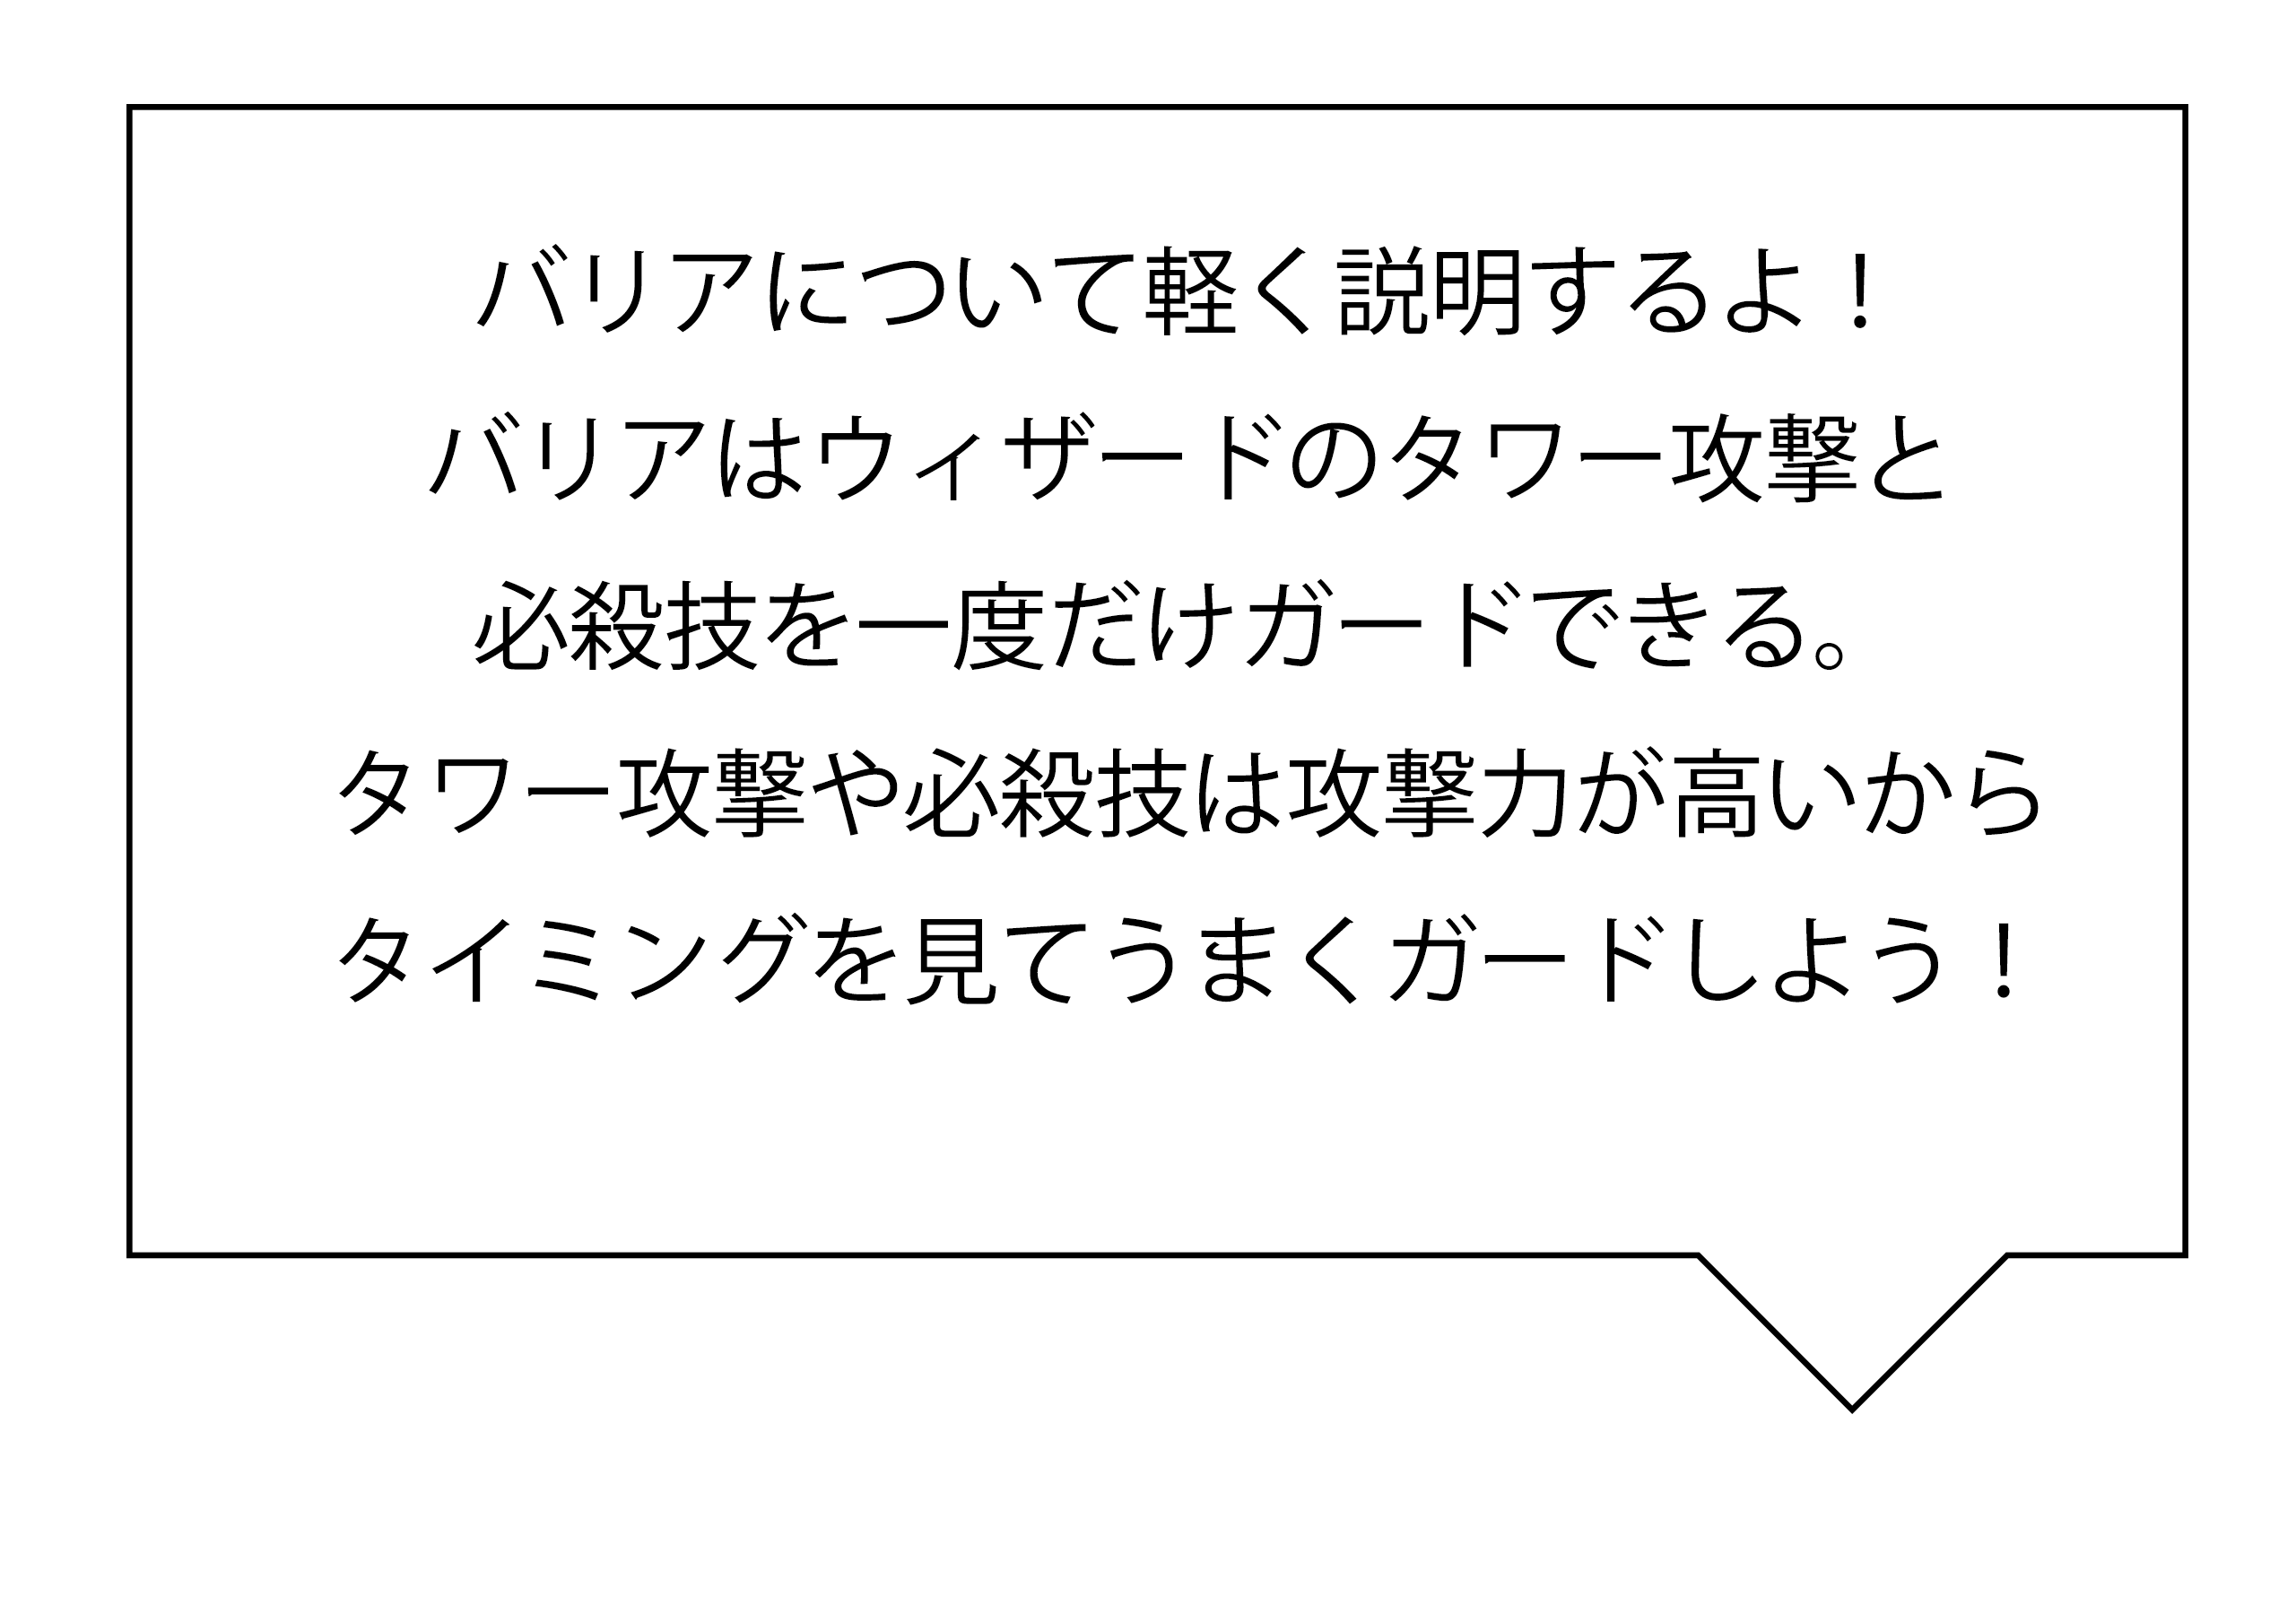 バリアについて軽く説明するよ！
バリアはウィザードのタワー攻撃と
必殺技を一度だけガードできる。
タワー攻撃や必殺技は攻撃力が高いから
タイミングを見てうまくガードしよう！